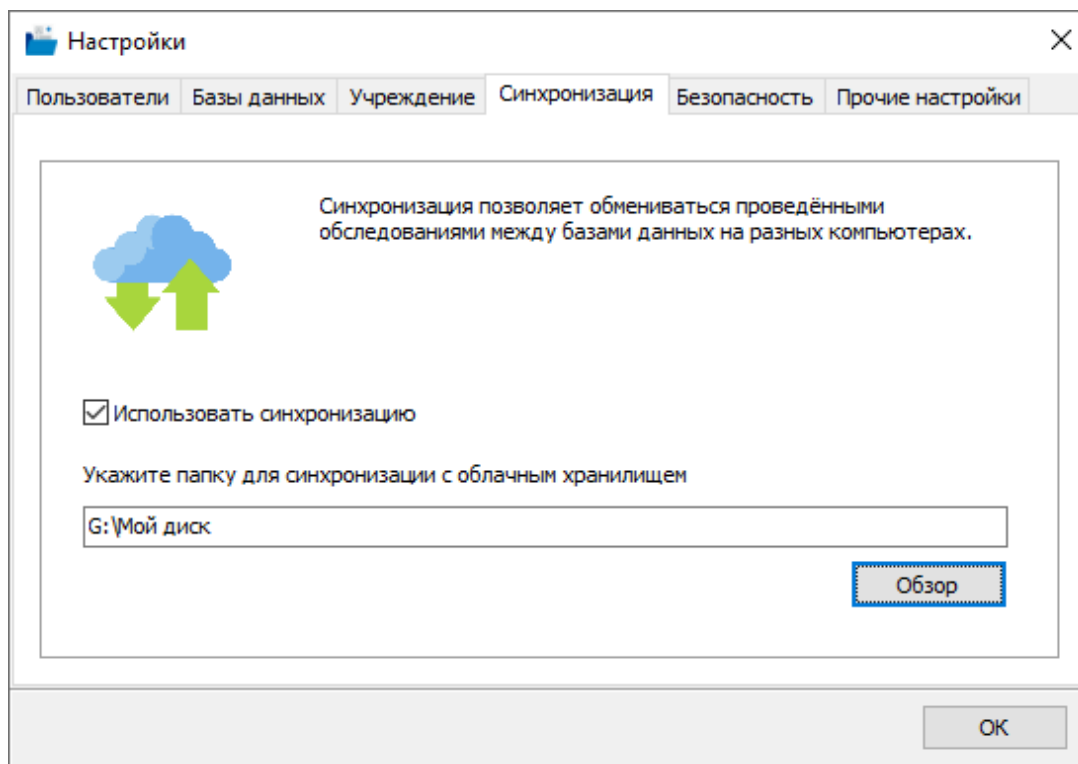 Настройки
Пользователи Базы данных Учреждение Синхронизация Безопасность Прочие настройки
Синхронизация позволяет обмениваться проведёнными
обследованиями между базами данных на разных компьютерах.
Использовать синхронизацию
Укажите папку для синхронизации с облачным хранилищем
G:\Мой диск
Обзор
ОК